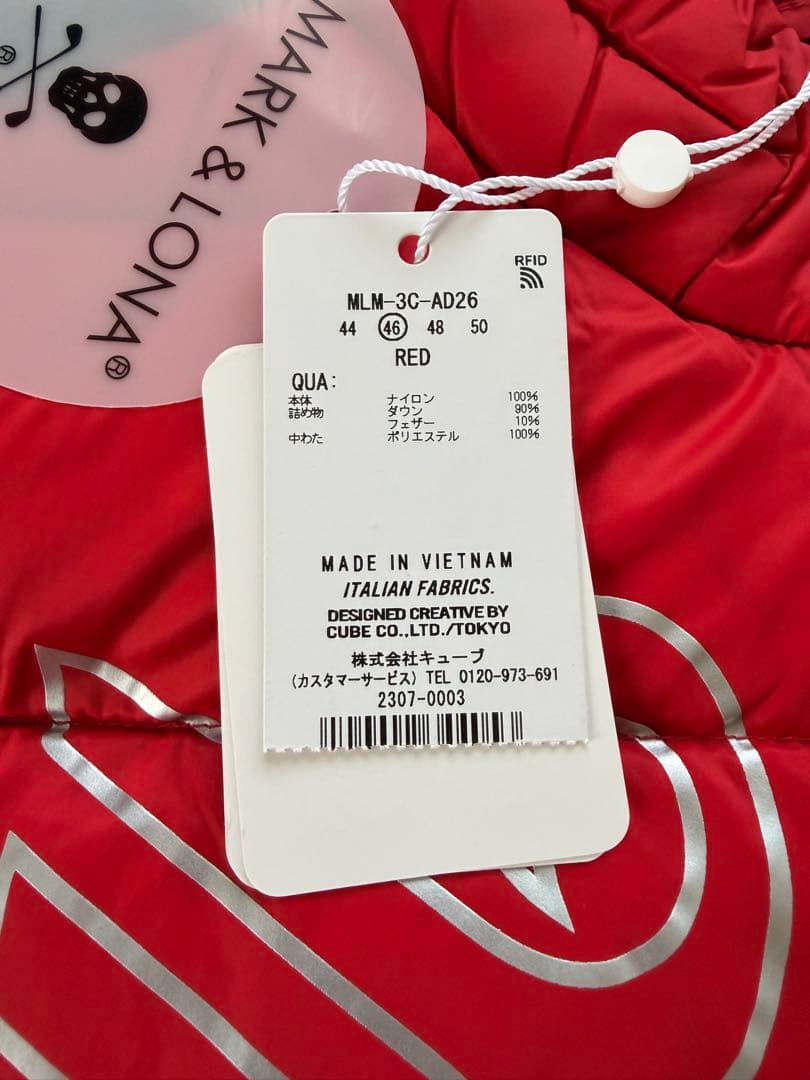 MARK & LONA®
®
RFID
MLM-3C-AD26
44 46 48 50
RED
QUA:
本体 ナイロン 100%
詰め物 ダウン 90%
フェザー 10%
中わた ポリエステル 100%
MADE IN VIETNAM
ITALIAN FABRICS.
DESIGNED CREATIVE BY
CUBE CO.,LTD./TOKYO
株式会社キューブ
(カスタマーサービス) TEL 0120-973-691
2307-0003